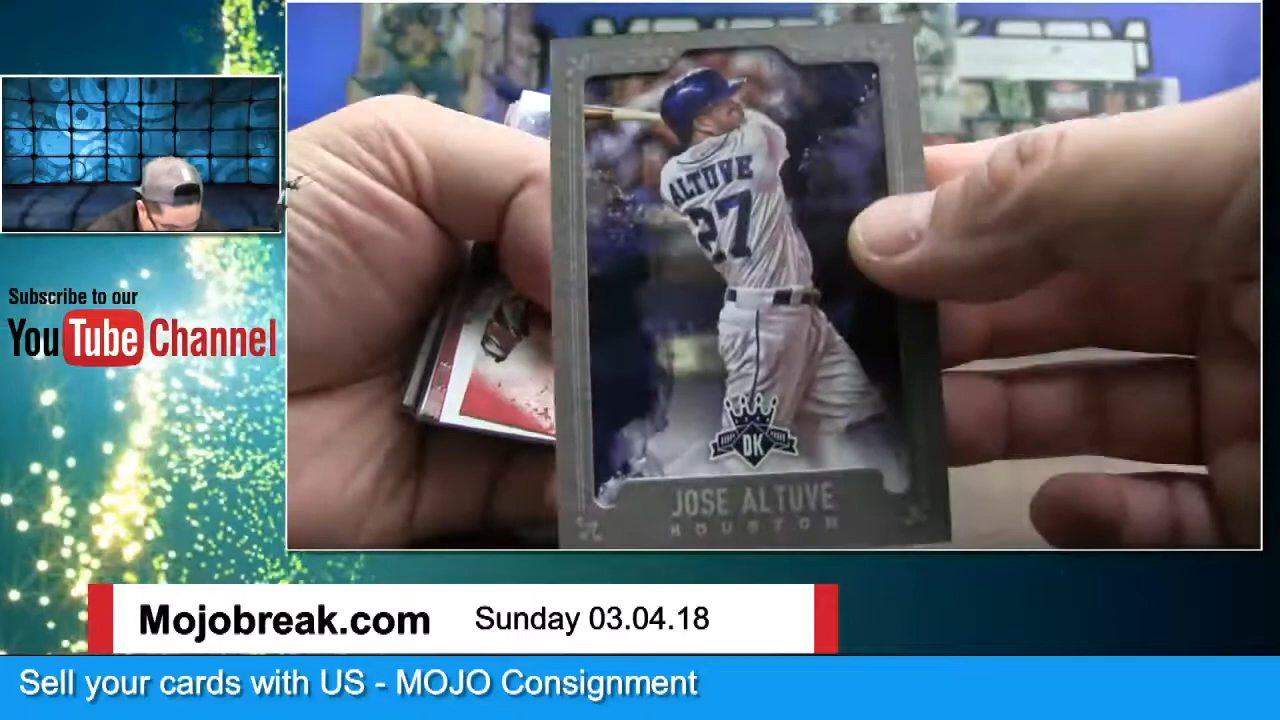 ALTUVE
27
DK
JOSE ALTUVE
HOUSTON
Subscribe to our
YouTube Channel
Mojobreak.com Sunday 03.04.18
Sell your cards with US - MOJO Consignment